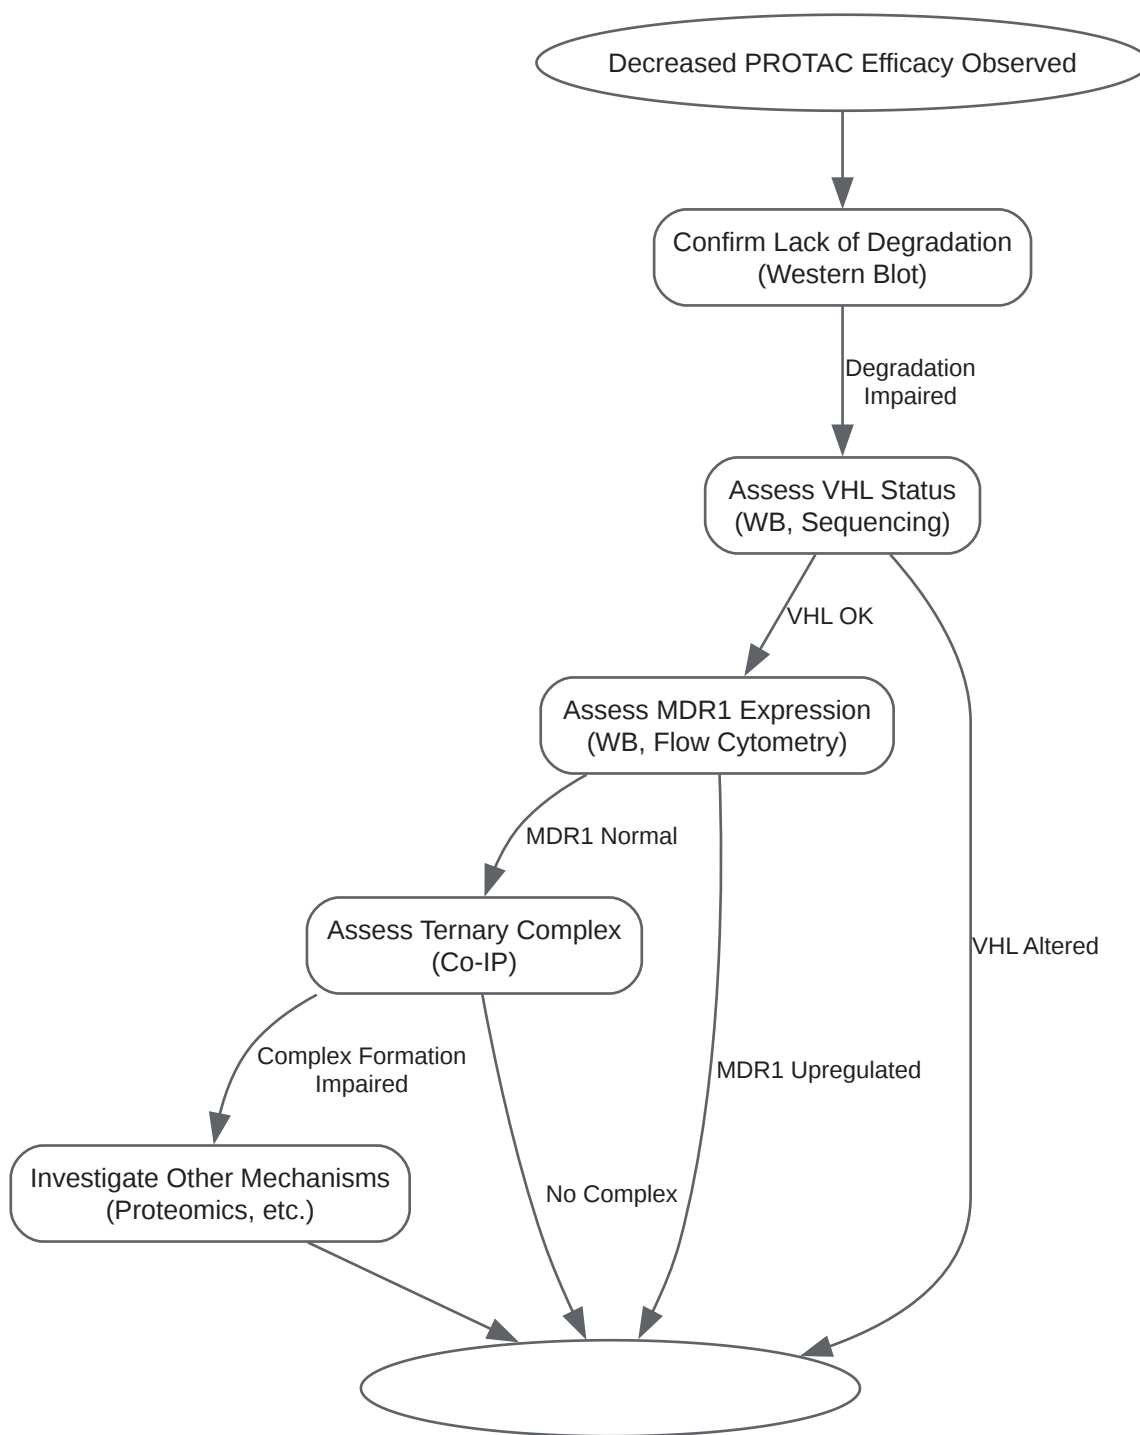 Decreased PROTAC Efficacy Observed
Confirm Lack of Degradation
(Western Blot)
Degradation
Impaired
Assess VHL Status
(WB, Sequencing)
VHL OK
Assess MDR1 Expression
(WB, Flow Cytometry)
MDR1 Normal
Assess Ternary Complex
(Co-IP)
VHL Altered
Complex Formation
Impaired
MDR1 Upregulated
Investigate Other Mechanisms
(Proteomics, etc.)
No Complex